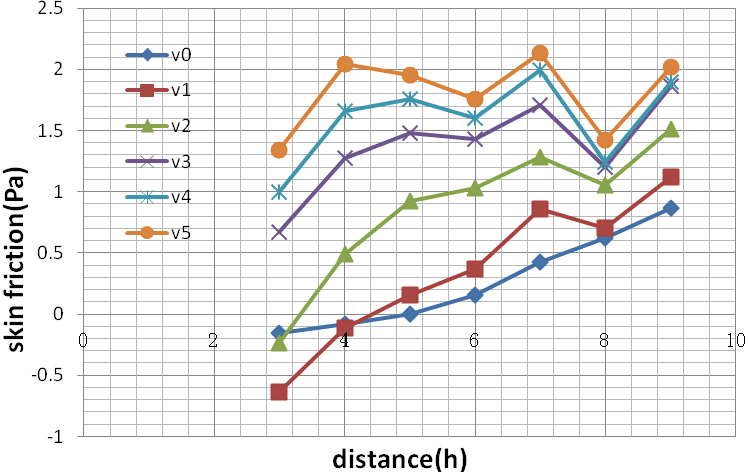 2.5
2
1.5
1
0.5
0
-0.5
-1
skin friction(Pa)
v0
v1
v2
v3
v4
v5
0 2 4 6 8 10
distance(h)